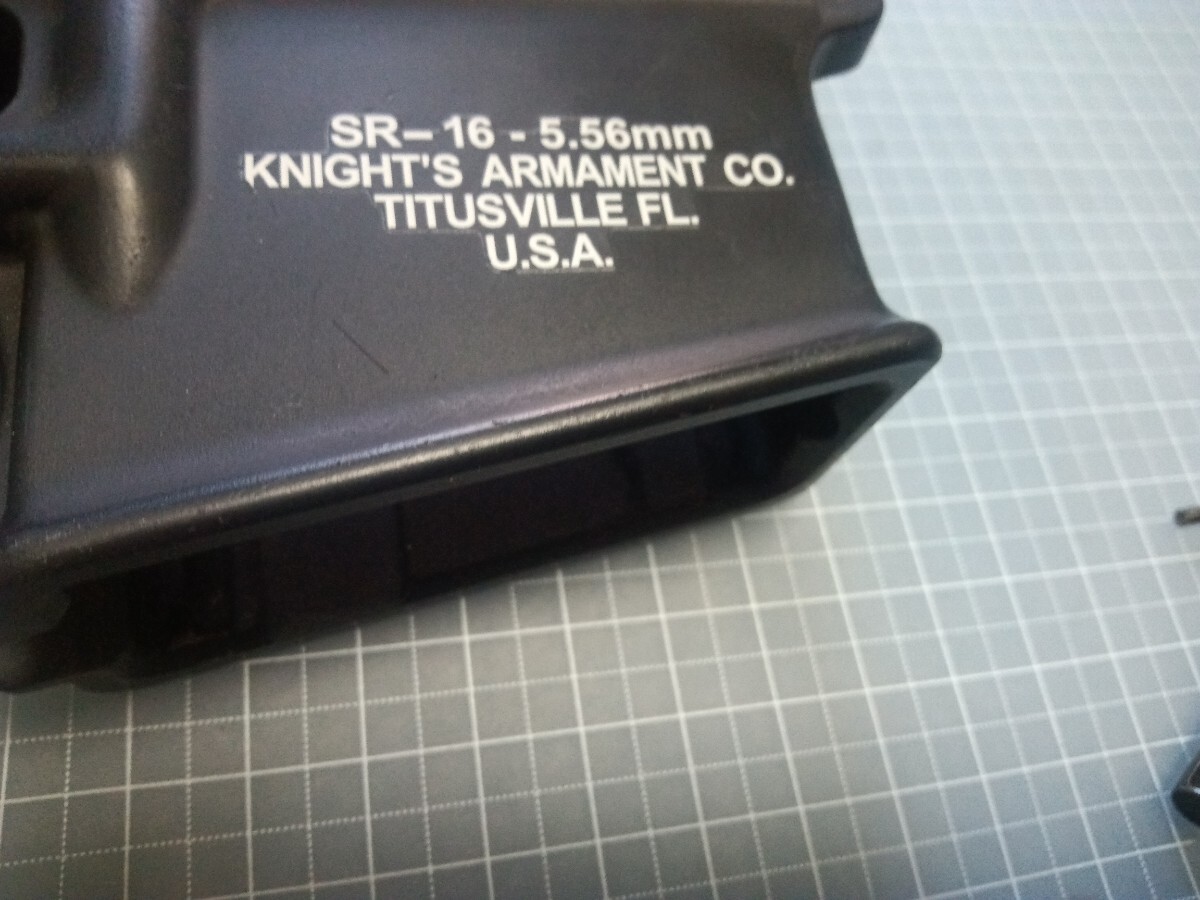 SR-16 - 5.56mm
KNIGHT'S ARMAMENT CO.
TITUSVILLE FL.
U.S.A.